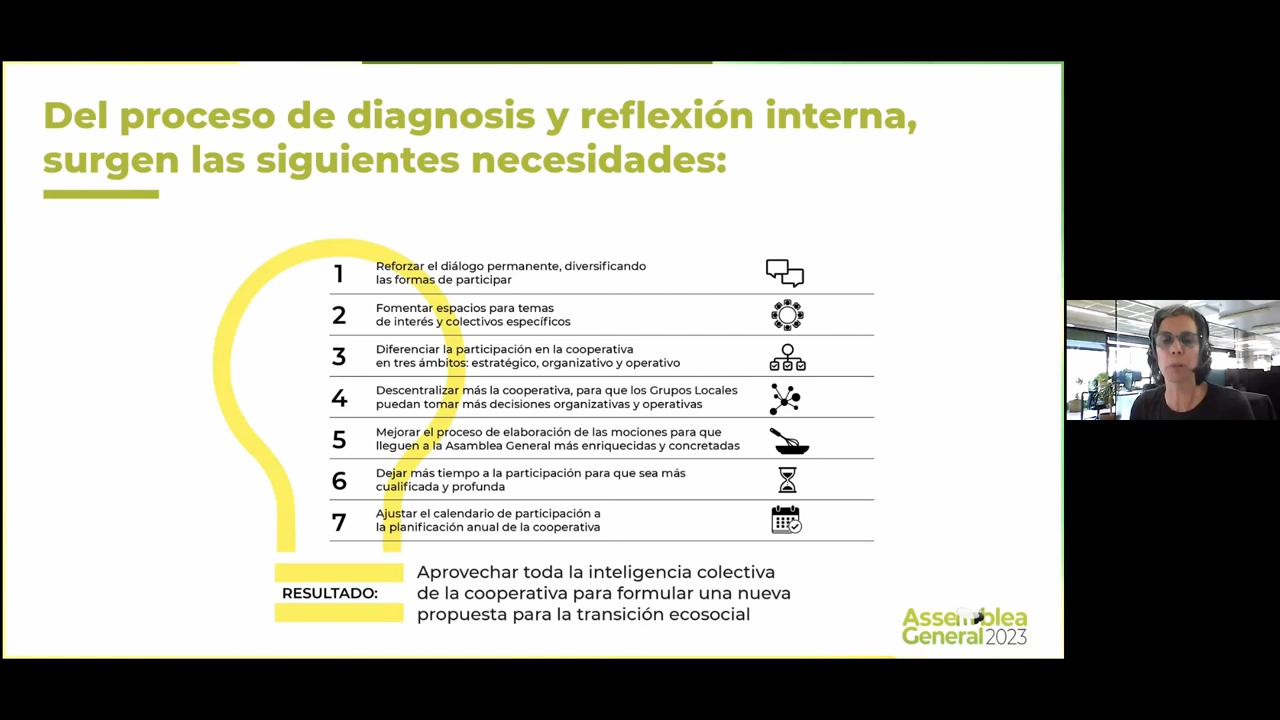 Del proceso de diagnosis y reflexión interna,
surgen las siguientes necesidades:
1 Reforzar el diálogo permanente, diversificando
las formas de participar
2 Fomentar espacios para temas
de interés y colectivos específicos
3 Diferenciar la participación en la cooperativa
en tres ámbitos: estratégico, organizativo y operativo
4 Descentralizar más la cooperativa, para que los Grupos Locales
puedan tomar más decisiones organizativas y operativas
5 Mejorar el proceso de elaboración de las mociones para que
lleguen a la Asamblea General más enriquecidas y concretadas
6 Dejar más tiempo a la participación para que sea más
cualificada y profunda
7 Ajustar el calendario de participación a
la planificación anual de la cooperativa
RESULTADO:
Aprovechar toda la inteligencia colectiva
de la cooperativa para formular una nueva
propuesta para la transición ecosocial
Assemblea
General 2023